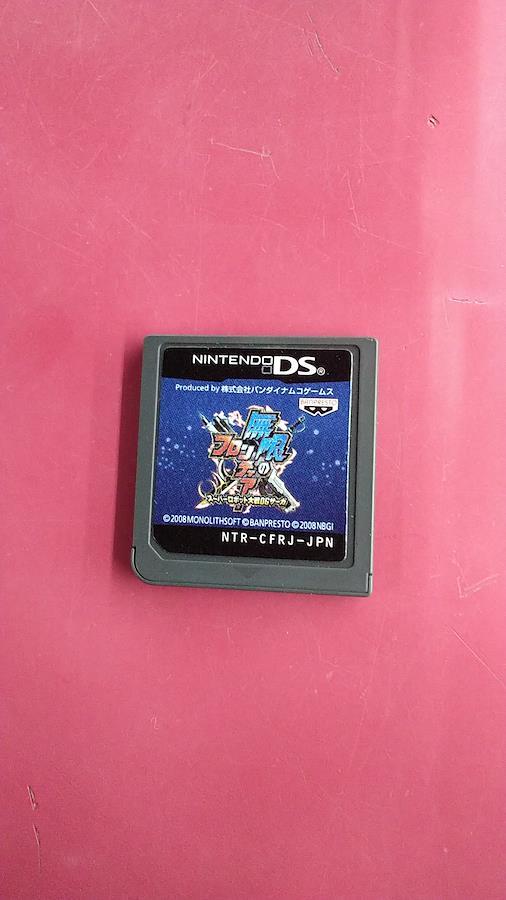 NINTENDO DS®
Produced by 株式会社バンダイナムコゲームス
BANPRESTO
無限の
フロンティア
スーパーロボット大戦OGサーガ
©2008 MONOLITHSOFT ©BANPRESTO ©2008 NBGI
NTR-CFRJ-JPN